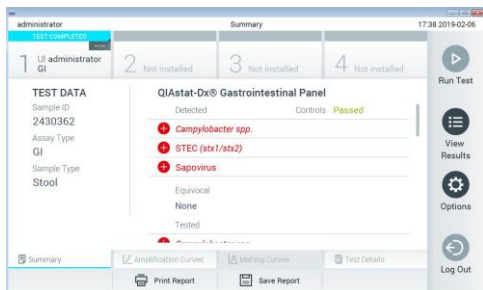 administrator Summary 17:38 2019-02-06
TEST COMPLETED
1 UI administrator GI
2 Not installed
3 Not installed
4 Not installed
Run Test
TEST DATA
Sample ID
2430362
Assay Type
GI
Sample Type
Stool
QIAstat-Dx® Gastrointestinal Panel
Detected Controls Passed
Campylobacter spp.
STEC (stx1/stx2)
Sapovirus
Equivocal
None
Tested
View Results
Options
Log Out
Summary Amplification Curves Melting Curves Test Details
Print Report Save Report